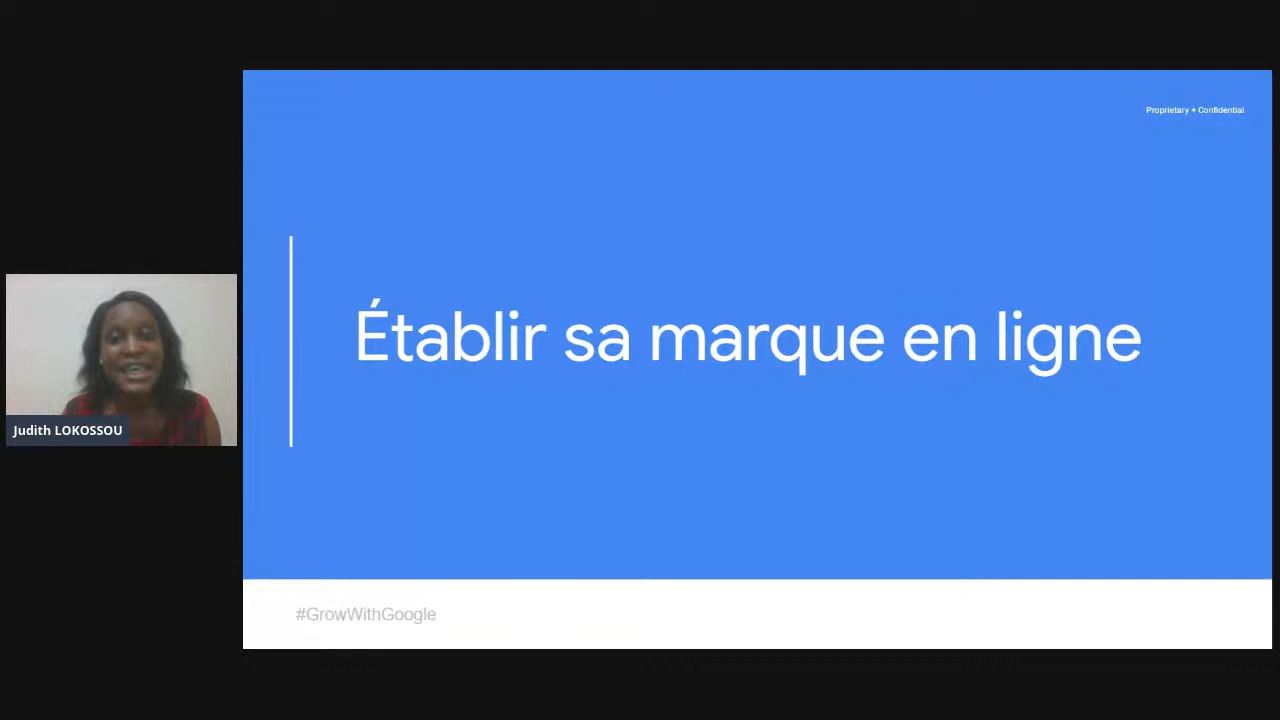 Proprietary + Confidential
Établir sa marque en ligne
Judith LOKOSSOU
#GrowWithGoogle